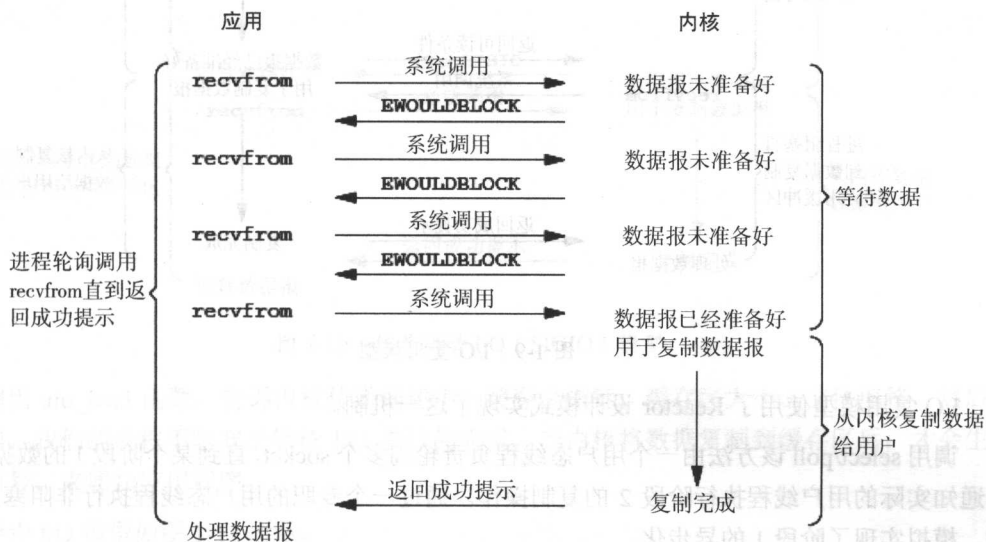 应用
内核
recvfrom
系统调用
数据报未准备好
EWOULDBLOCK
recvfrom
系统调用
数据报未准备好
EWOULDBLOCK
等待数据
recvfrom
系统调用
数据报未准备好
EWOULDBLOCK
进程轮询调用
recvfrom直到返
回成功提示
recvfrom
系统调用
数据报已经准备好
用于复制数据报
从内核复制数据
给用户
返回成功提示
复制完成
处理数据报